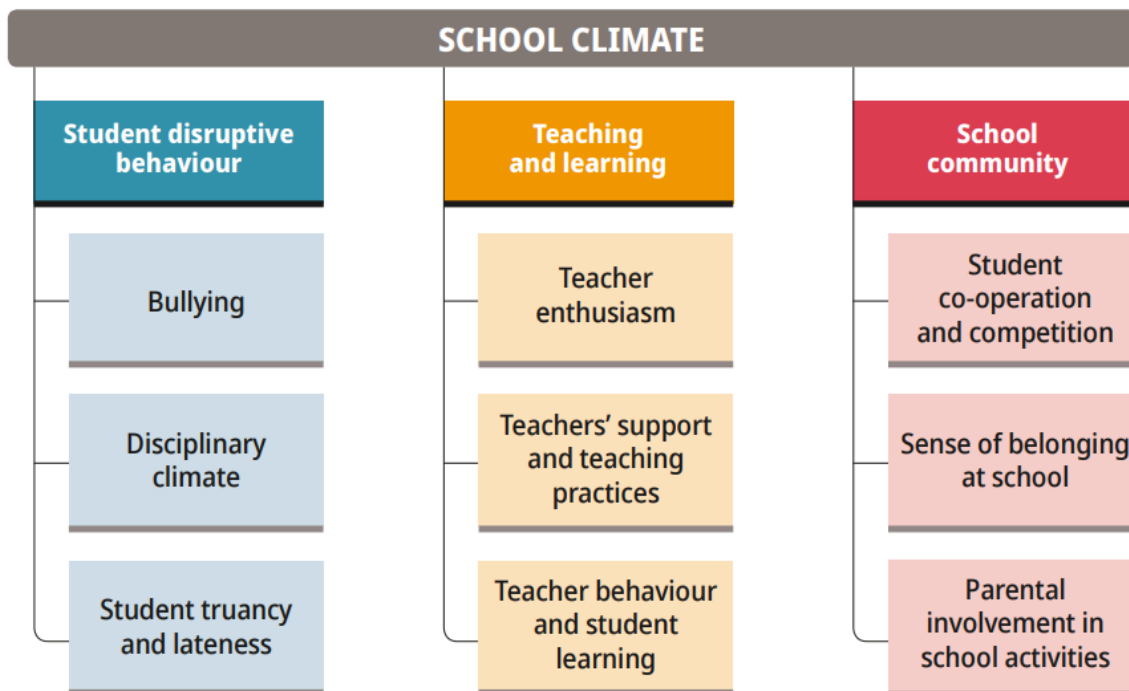 SCHOOL CLIMATE
Student disruptive
behaviour
Bullying
Disciplinary
climate
Student truancy
and lateness
Teaching
and learning
Teacher
enthusiasm
Teachers’ support
and teaching
practices
Teacher behaviour
and student
learning
School
community
Student
co-operation
and competition
Sense of belonging
at school
Parental
involvement in
school activities